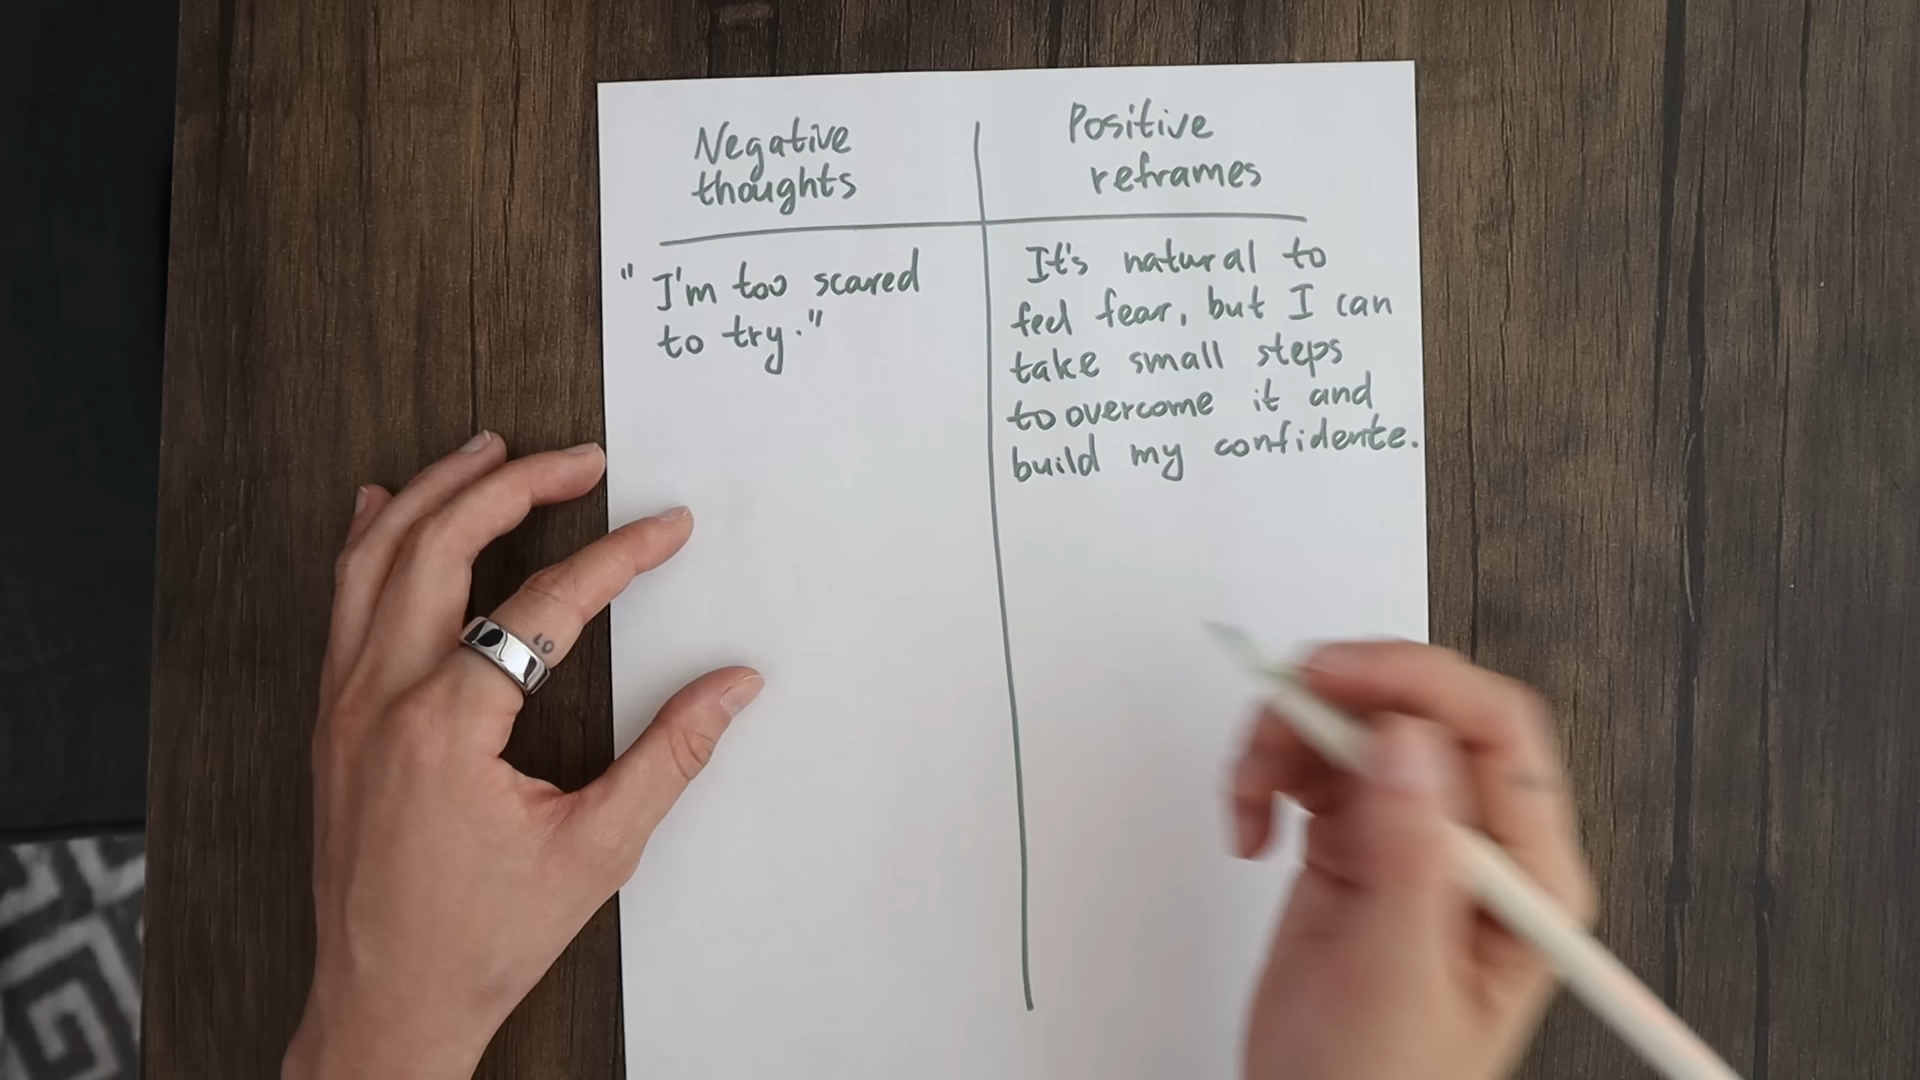 Negative
thoughts
Positive
reframes
"I'm too scared
to try."
It's natural to
feel fear, but I can
take small steps
to overcome it and
build my confidente.